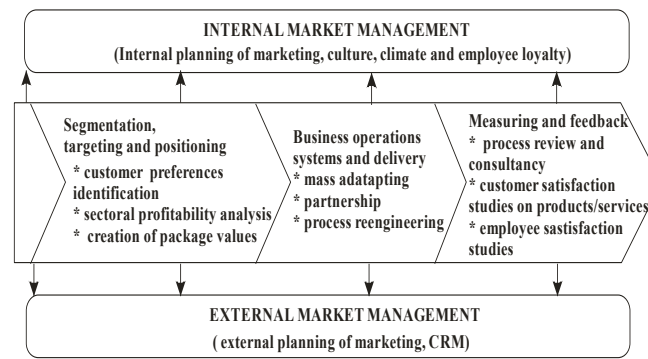 INTERNAL MARKET MANAGEMENT
(Internal planning of marketing, culture, climate and employee loyalty)
Segmentation,
targeting and positioning
* customer preferences
identification
* sectoral profitability analysis
* creation of package values
Business operations
systems and delivery
* mass adatapting
* partnership
* process reengineering
Measuring and feedback
* process review and
consultancy
* customer satisfaction
studies on products/services
* employee sastisfaction
studies
EXTERNAL MARKET MANAGEMENT
( external planning of marketing, CRM)